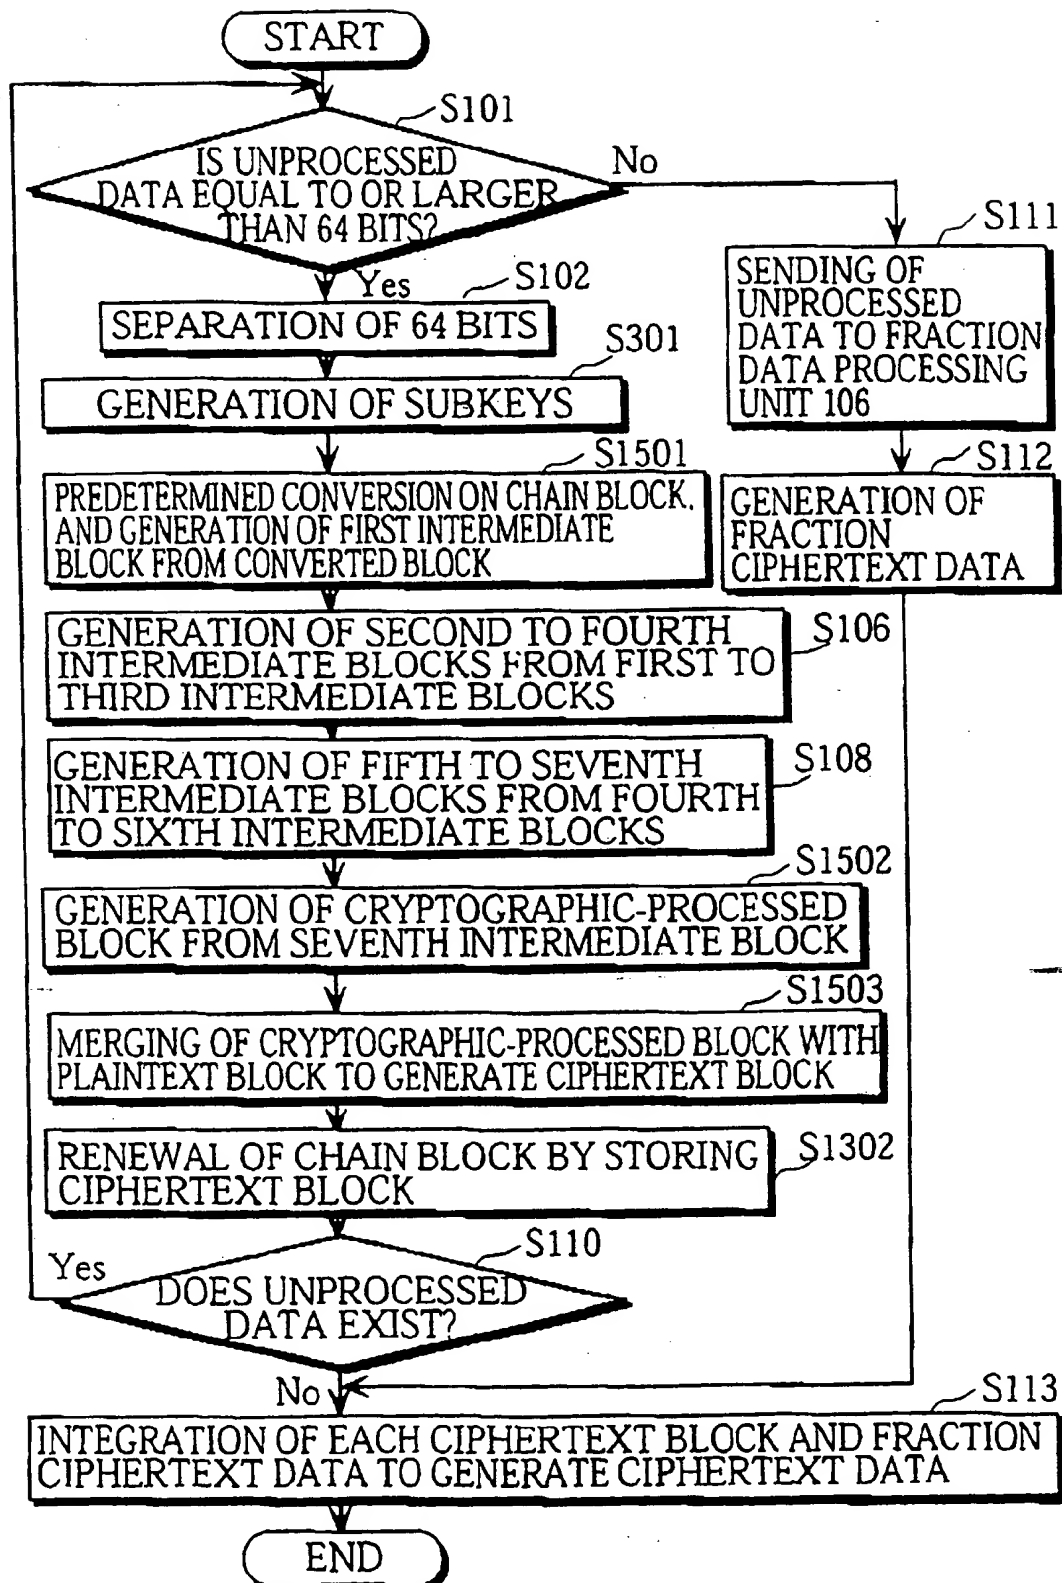 START
S101
IS UNPROCESSED
DATA EQUAL TO OR LARGER
THAN 64 BITS?
No
Yes
S102
SEPARATION OF 64 BITS
S301
GENERATION OF SUBKEYS
S1501
PREDETERMINED CONVERSION ON CHAIN BLOCK,
AND GENERATION OF FIRST INTERMEDIATE
BLOCK FROM CONVERTED BLOCK
S106
GENERATION OF SECOND TO FOURTH
INTERMEDIATE BLOCKS FROM FIRST TO
THIRD INTERMEDIATE BLOCKS
S108
GENERATION OF FIFTH TO SEVENTH
INTERMEDIATE BLOCKS FROM FOURTH
TO SIXTH INTERMEDIATE BLOCKS
S1502
GENERATION OF CRYPTOGRAPHIC-PROCESSED
BLOCK FROM SEVENTH INTERMEDIATE BLOCK
S1503
MERGING OF CRYPTOGRAPHIC-PROCESSED BLOCK WITH
PLAINTEXT BLOCK TO GENERATE CIPHERTEXT BLOCK
S1302
RENEWAL OF CHAIN BLOCK BY STORING
CIPHERTEXT BLOCK
S110
Yes
DOES UNPROCESSED
DATA EXIST?
No
S111
SENDING OF
UNPROCESSED
DATA TO FRACTION
DATA PROCESSING
UNIT 106
S112
GENERATION OF
FRACTION
CIPHERTEXT DATA
S113
INTEGRATION OF EACH CIPHERTEXT BLOCK AND FRACTION
CIPHERTEXT DATA TO GENERATE CIPHERTEXT DATA
END